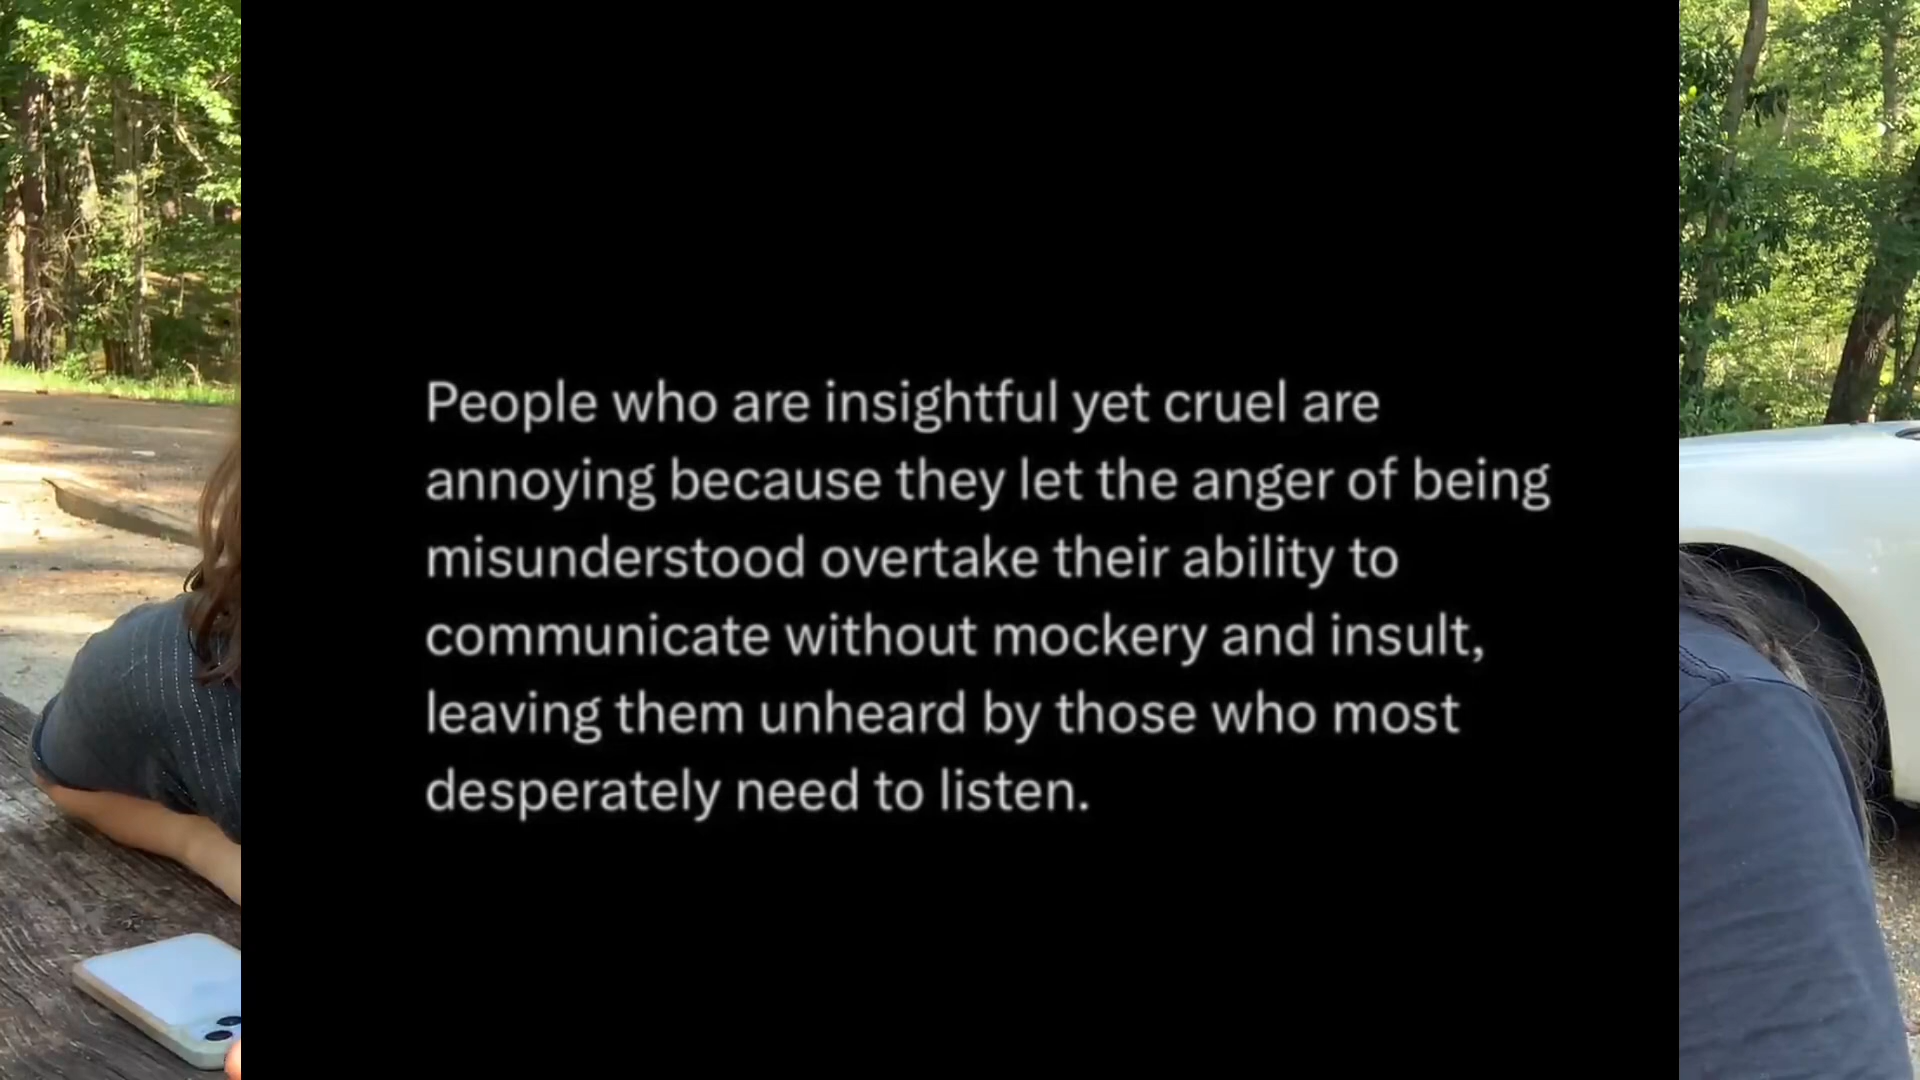 People who are insightful yet cruel are
annoying because they let the anger of being
misunderstood overtake their ability to
communicate without mockery and insult,
leaving them unheard by those who most
desperately need to listen.